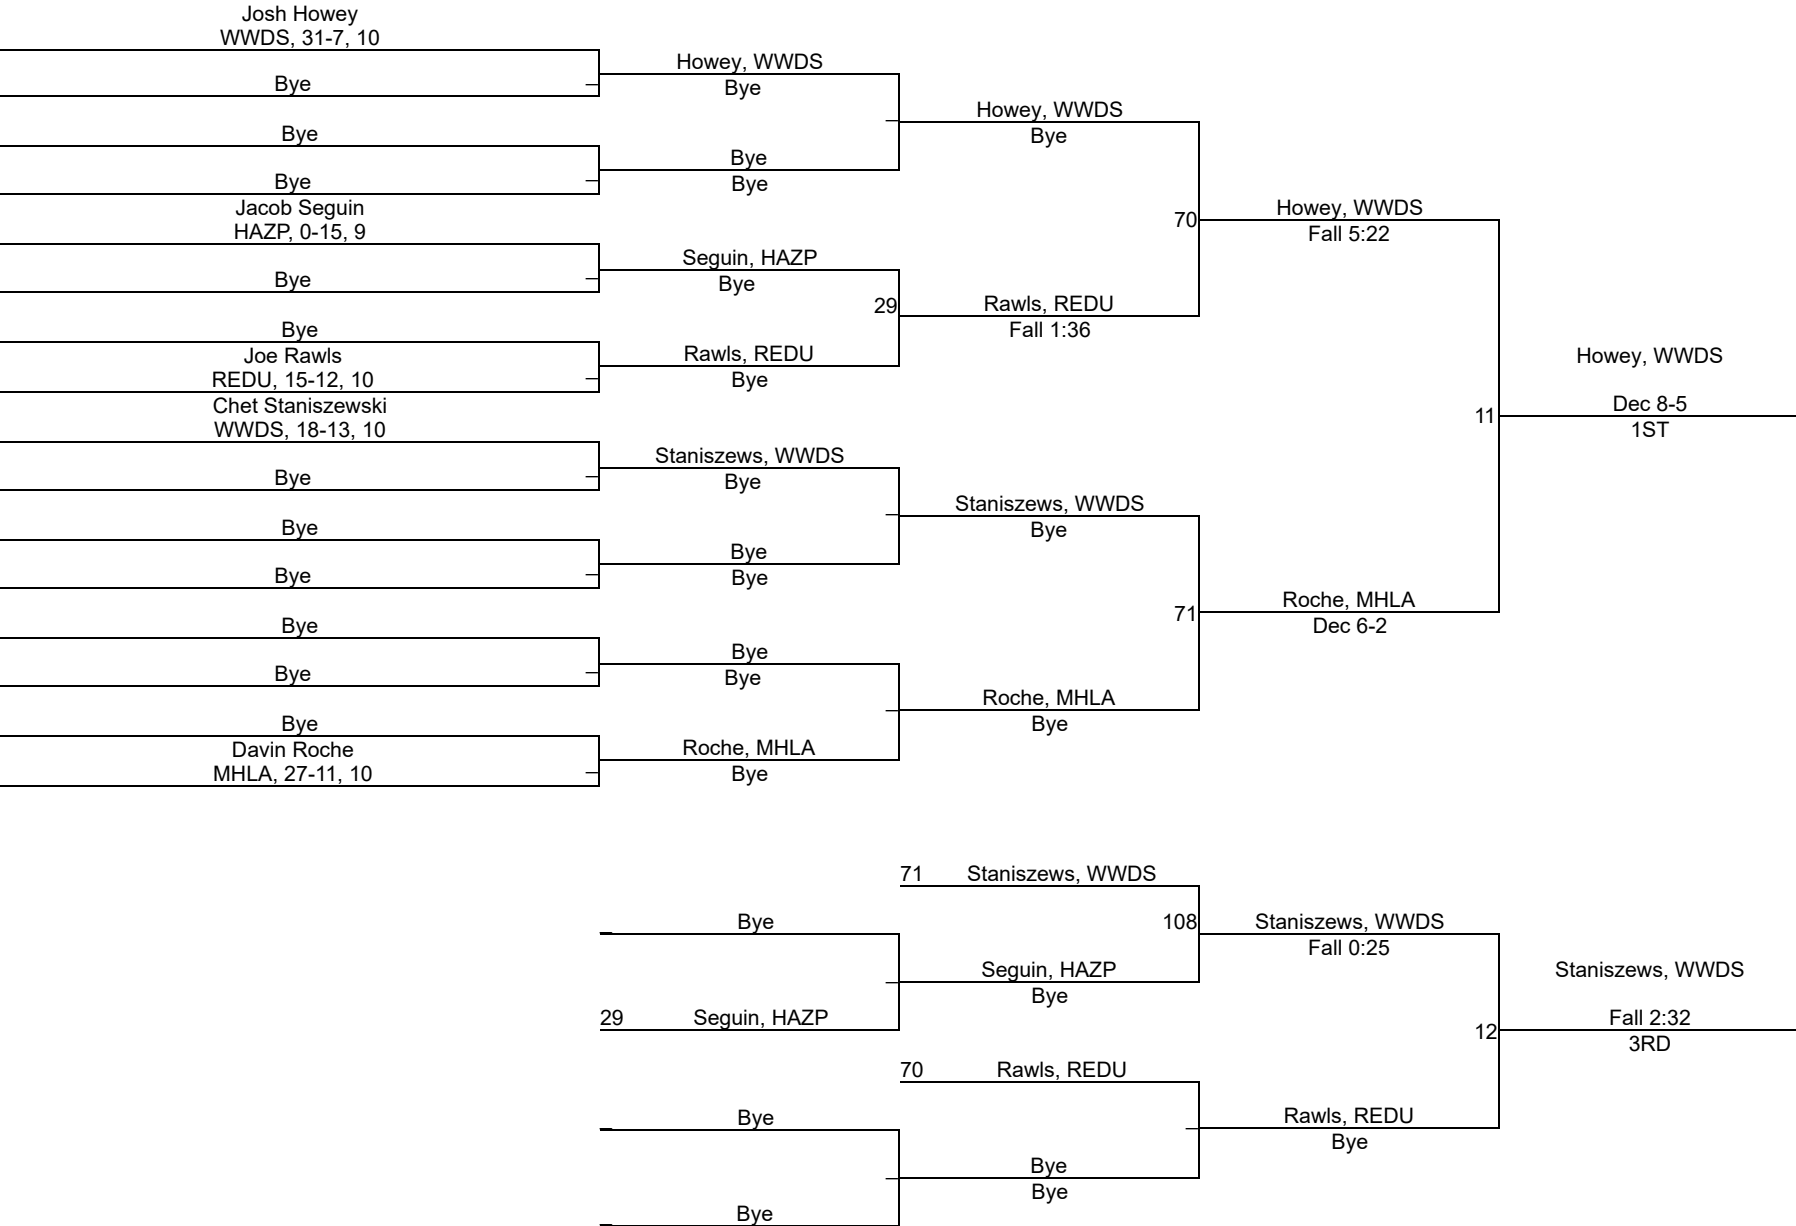 Josh Howey
WWDS, 31-7, 10
Bye
Bye
Bye
Jacob Seguin
HAZP, 0-15, 9
Bye
Bye
Joe Rawls
REDU, 15-12, 10
Chet Staniszewski
WWDS, 18-13, 10
Bye
Bye
Bye
Bye
Bye
Bye
Davin Roche
MHLA, 27-11, 10
Howey, WWDS
Bye
Bye
Bye
Seguin, HAZP
Bye
29
Rawls, REDU
Bye
Staniszews, WWDS
Bye
Bye
Bye
Bye
Bye
Roche, MHLA
Bye
Howey, WWDS
Bye
70
Rawls, REDU
Fall 1:36
Staniszews, WWDS
Bye
71
Roche, MHLA
Bye
Howey, WWDS
Fall 5:22
11
Roche, MHLA
Dec 6-2
Howey, WWDS
Dec 8-5
1ST
71 Staniszews, WWDS
Bye
108
Seguin, HAZP
Bye
29 Seguin, HAZP
70 Rawls, REDU
Bye
Bye
Bye
Bye
Staniszews, WWDS
Fall 0:25
12
Rawls, REDU
Bye
Staniszews, WWDS
Fall 2:32
3RD